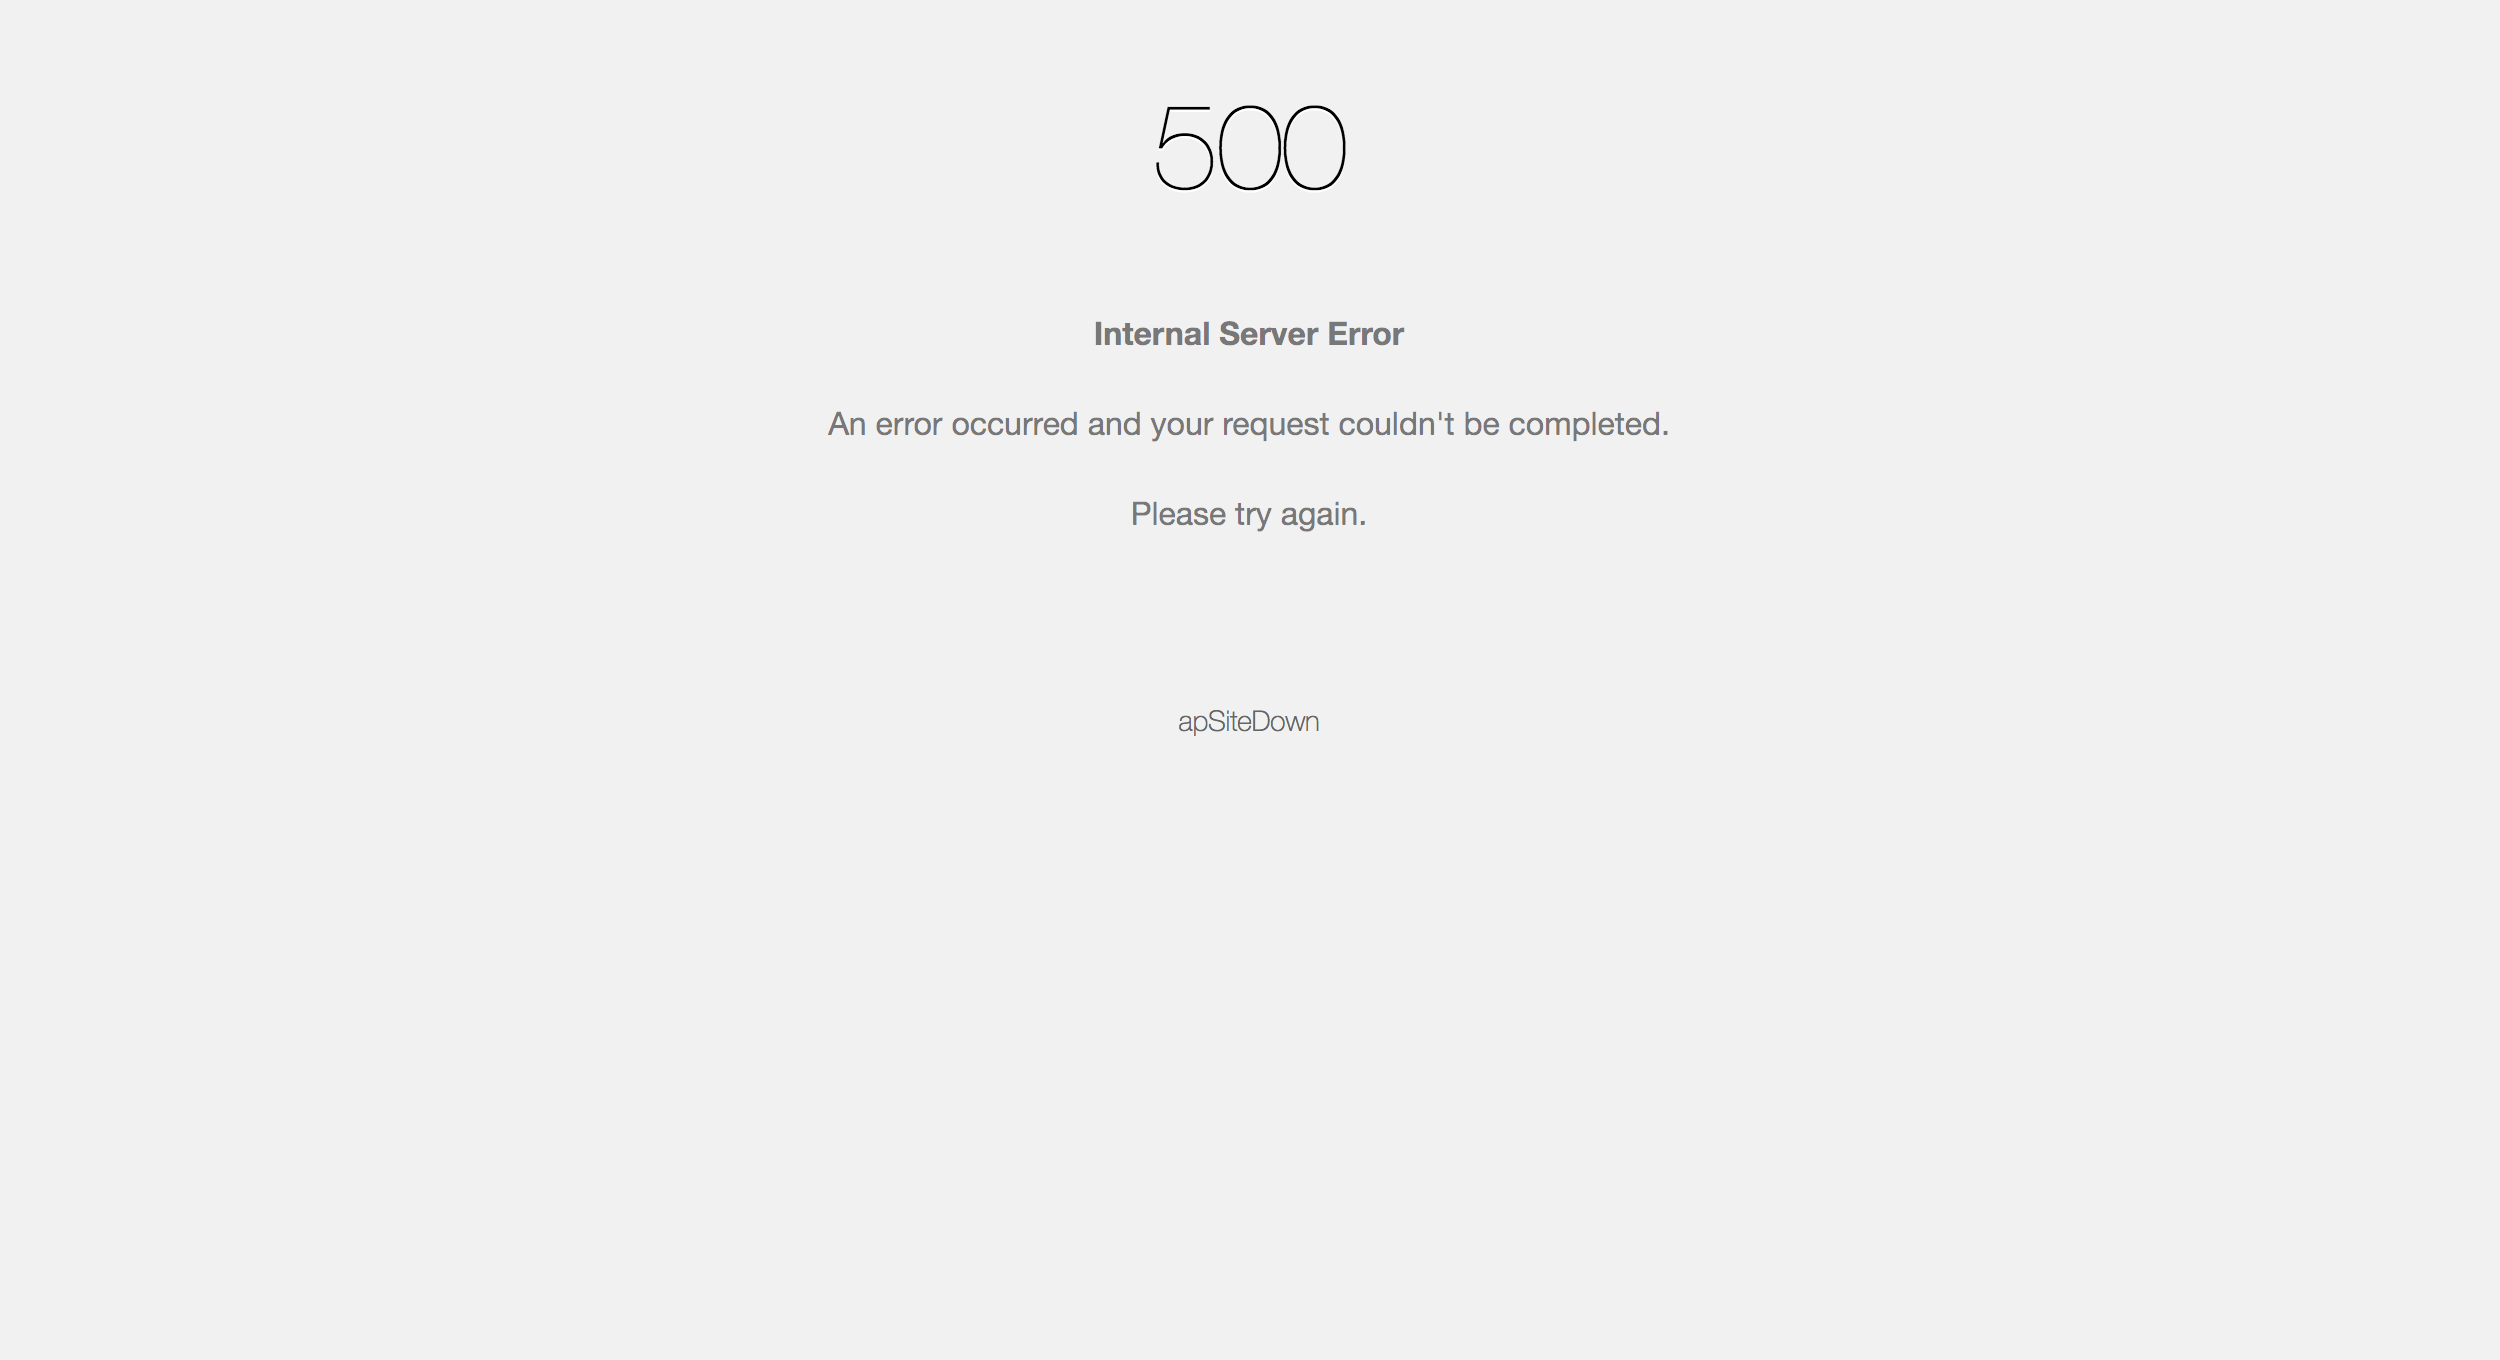 500
Internal Server Error
An error occurred and your request couldn't be completed.
Please try again.
apSiteDown